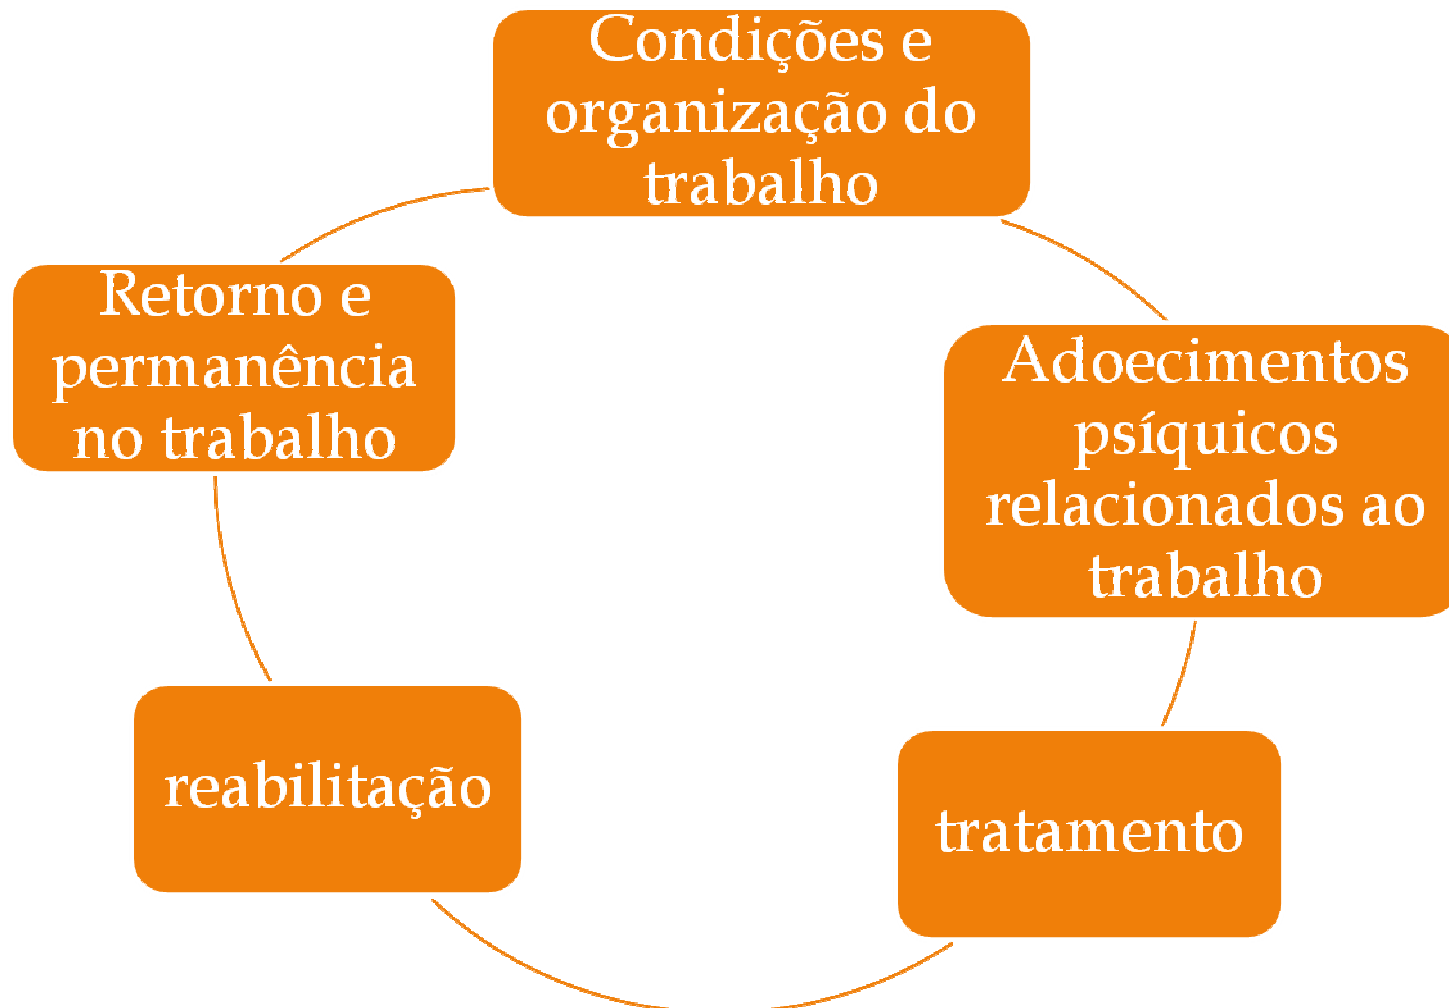 Condições e
organização do
trabalho
Adoecimentos
psíquicos
relacionados ao
trabalho
tratamento
reabilitação
Retorno e
permanência
no trabalho